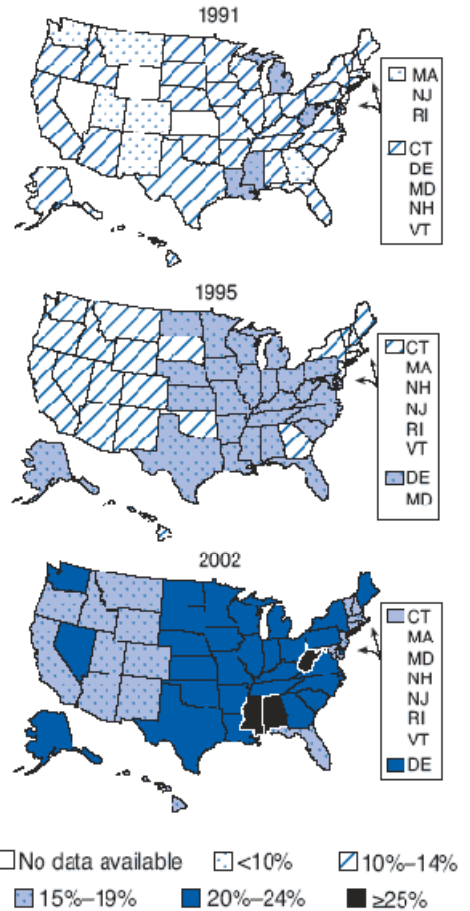 1991
MA
NJ
RI
CT
DE
MD
NH
VT
1995
CT
MA
NH
NJ
RI
VT
DE
MD
2002
CT
MA
MD
NH
NJ
RI
VT
DE
No data available <10% 10%–14%
15%–19% 20%–24% ≥25%